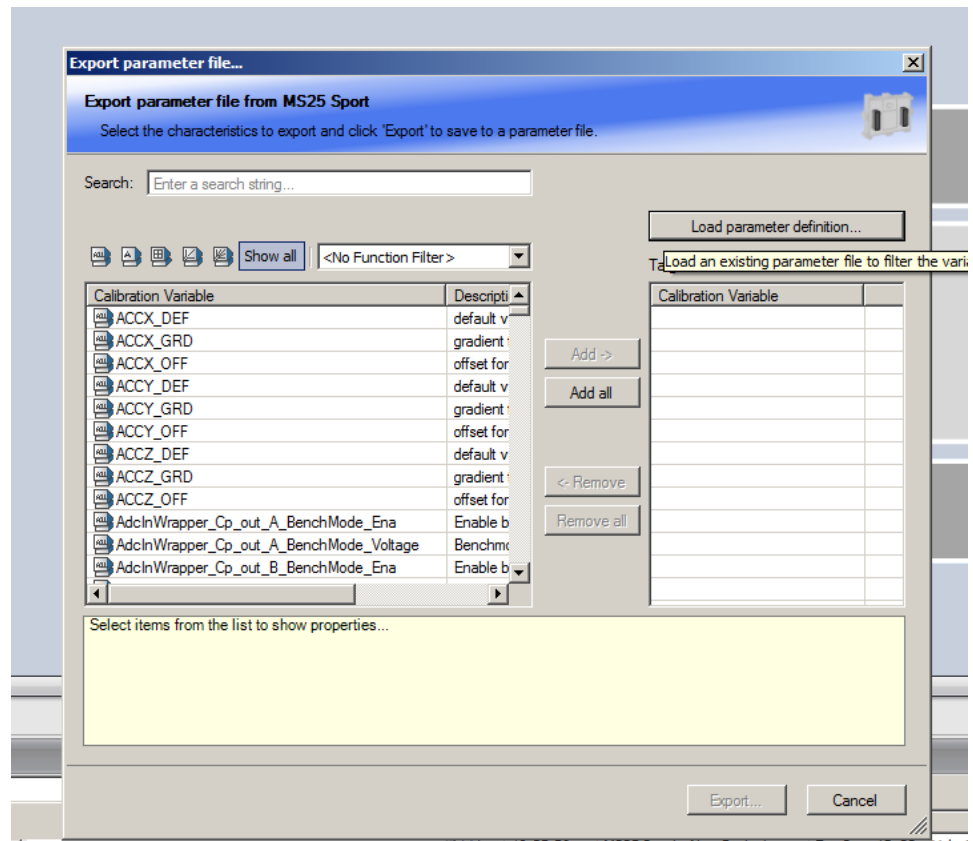 Export parameter file...
Export parameter file from MS25 Sport
Select the characteristics to export and click 'Export' to save to a parameter file.
Search: Enter a search string...
Load parameter definition...
Show all <No Function Filter>
Load an existing parameter file to filter the
Calibration Variable Descripti
Calibration Variable
ACCX_DEF default v
ACCX_GRD gradient
ACCX_OFF offset for
ACCY_DEF default v
ACCY_GRD gradient
ACCY_OFF offset for
ACCZ_DEF default v
ACCZ_GRD gradient
ACCZ_OFF offset for
AdcInWrapper_Cp_out_A_BenchMode_Ena Enable b
AdcInWrapper_Cp_out_A_BenchMode_Voltage Benchmo
AdcInWrapper_Cp_out_B_BenchMode_Ena Enable b
Add ->
Add all
<- Remove
Remove all
Select items from the list to show properties...
Export... Cancel